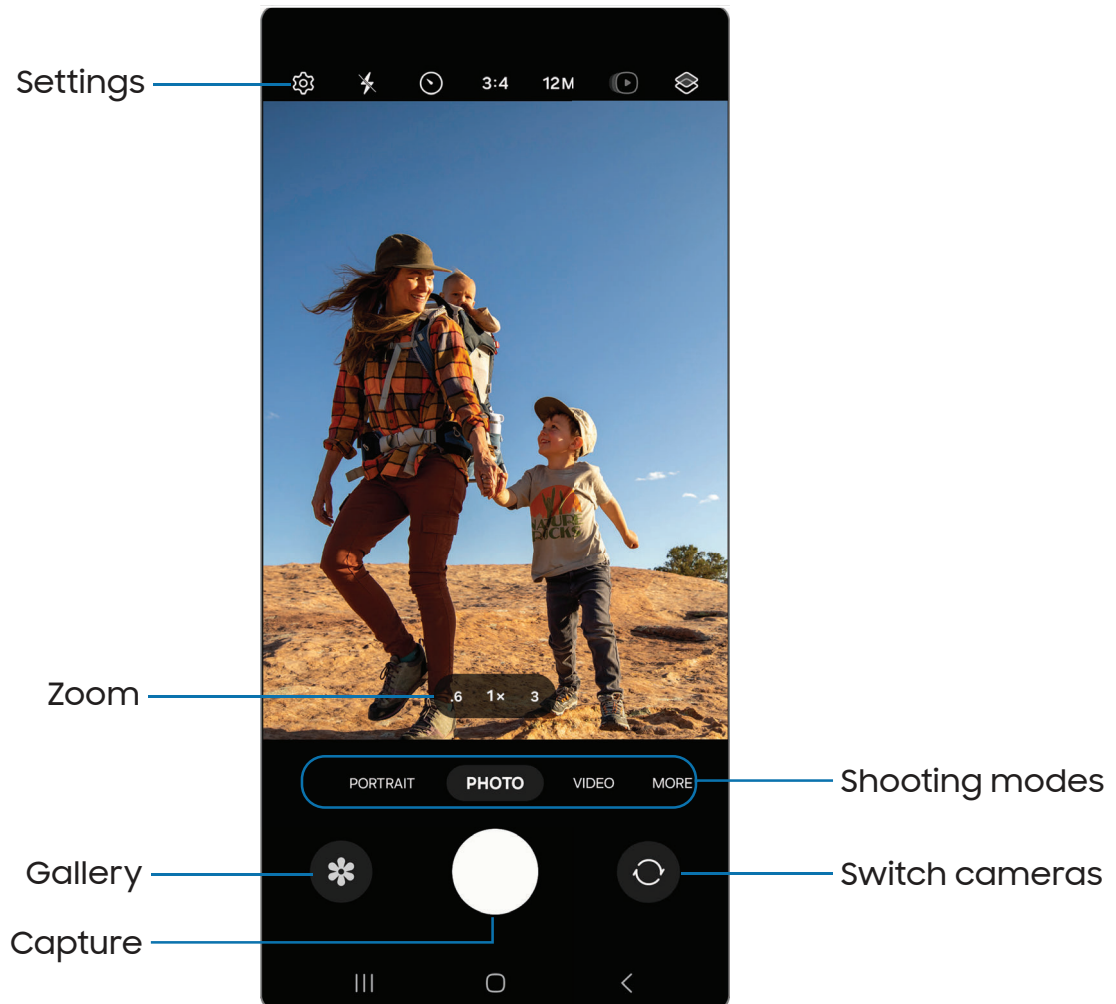 Settings
3:4
12M
NATURE
ROCKS
Zoom
.6 1× 3
PORTRAIT PHOTO VIDEO MORE
Shooting modes
Gallery
Switch cameras
Capture